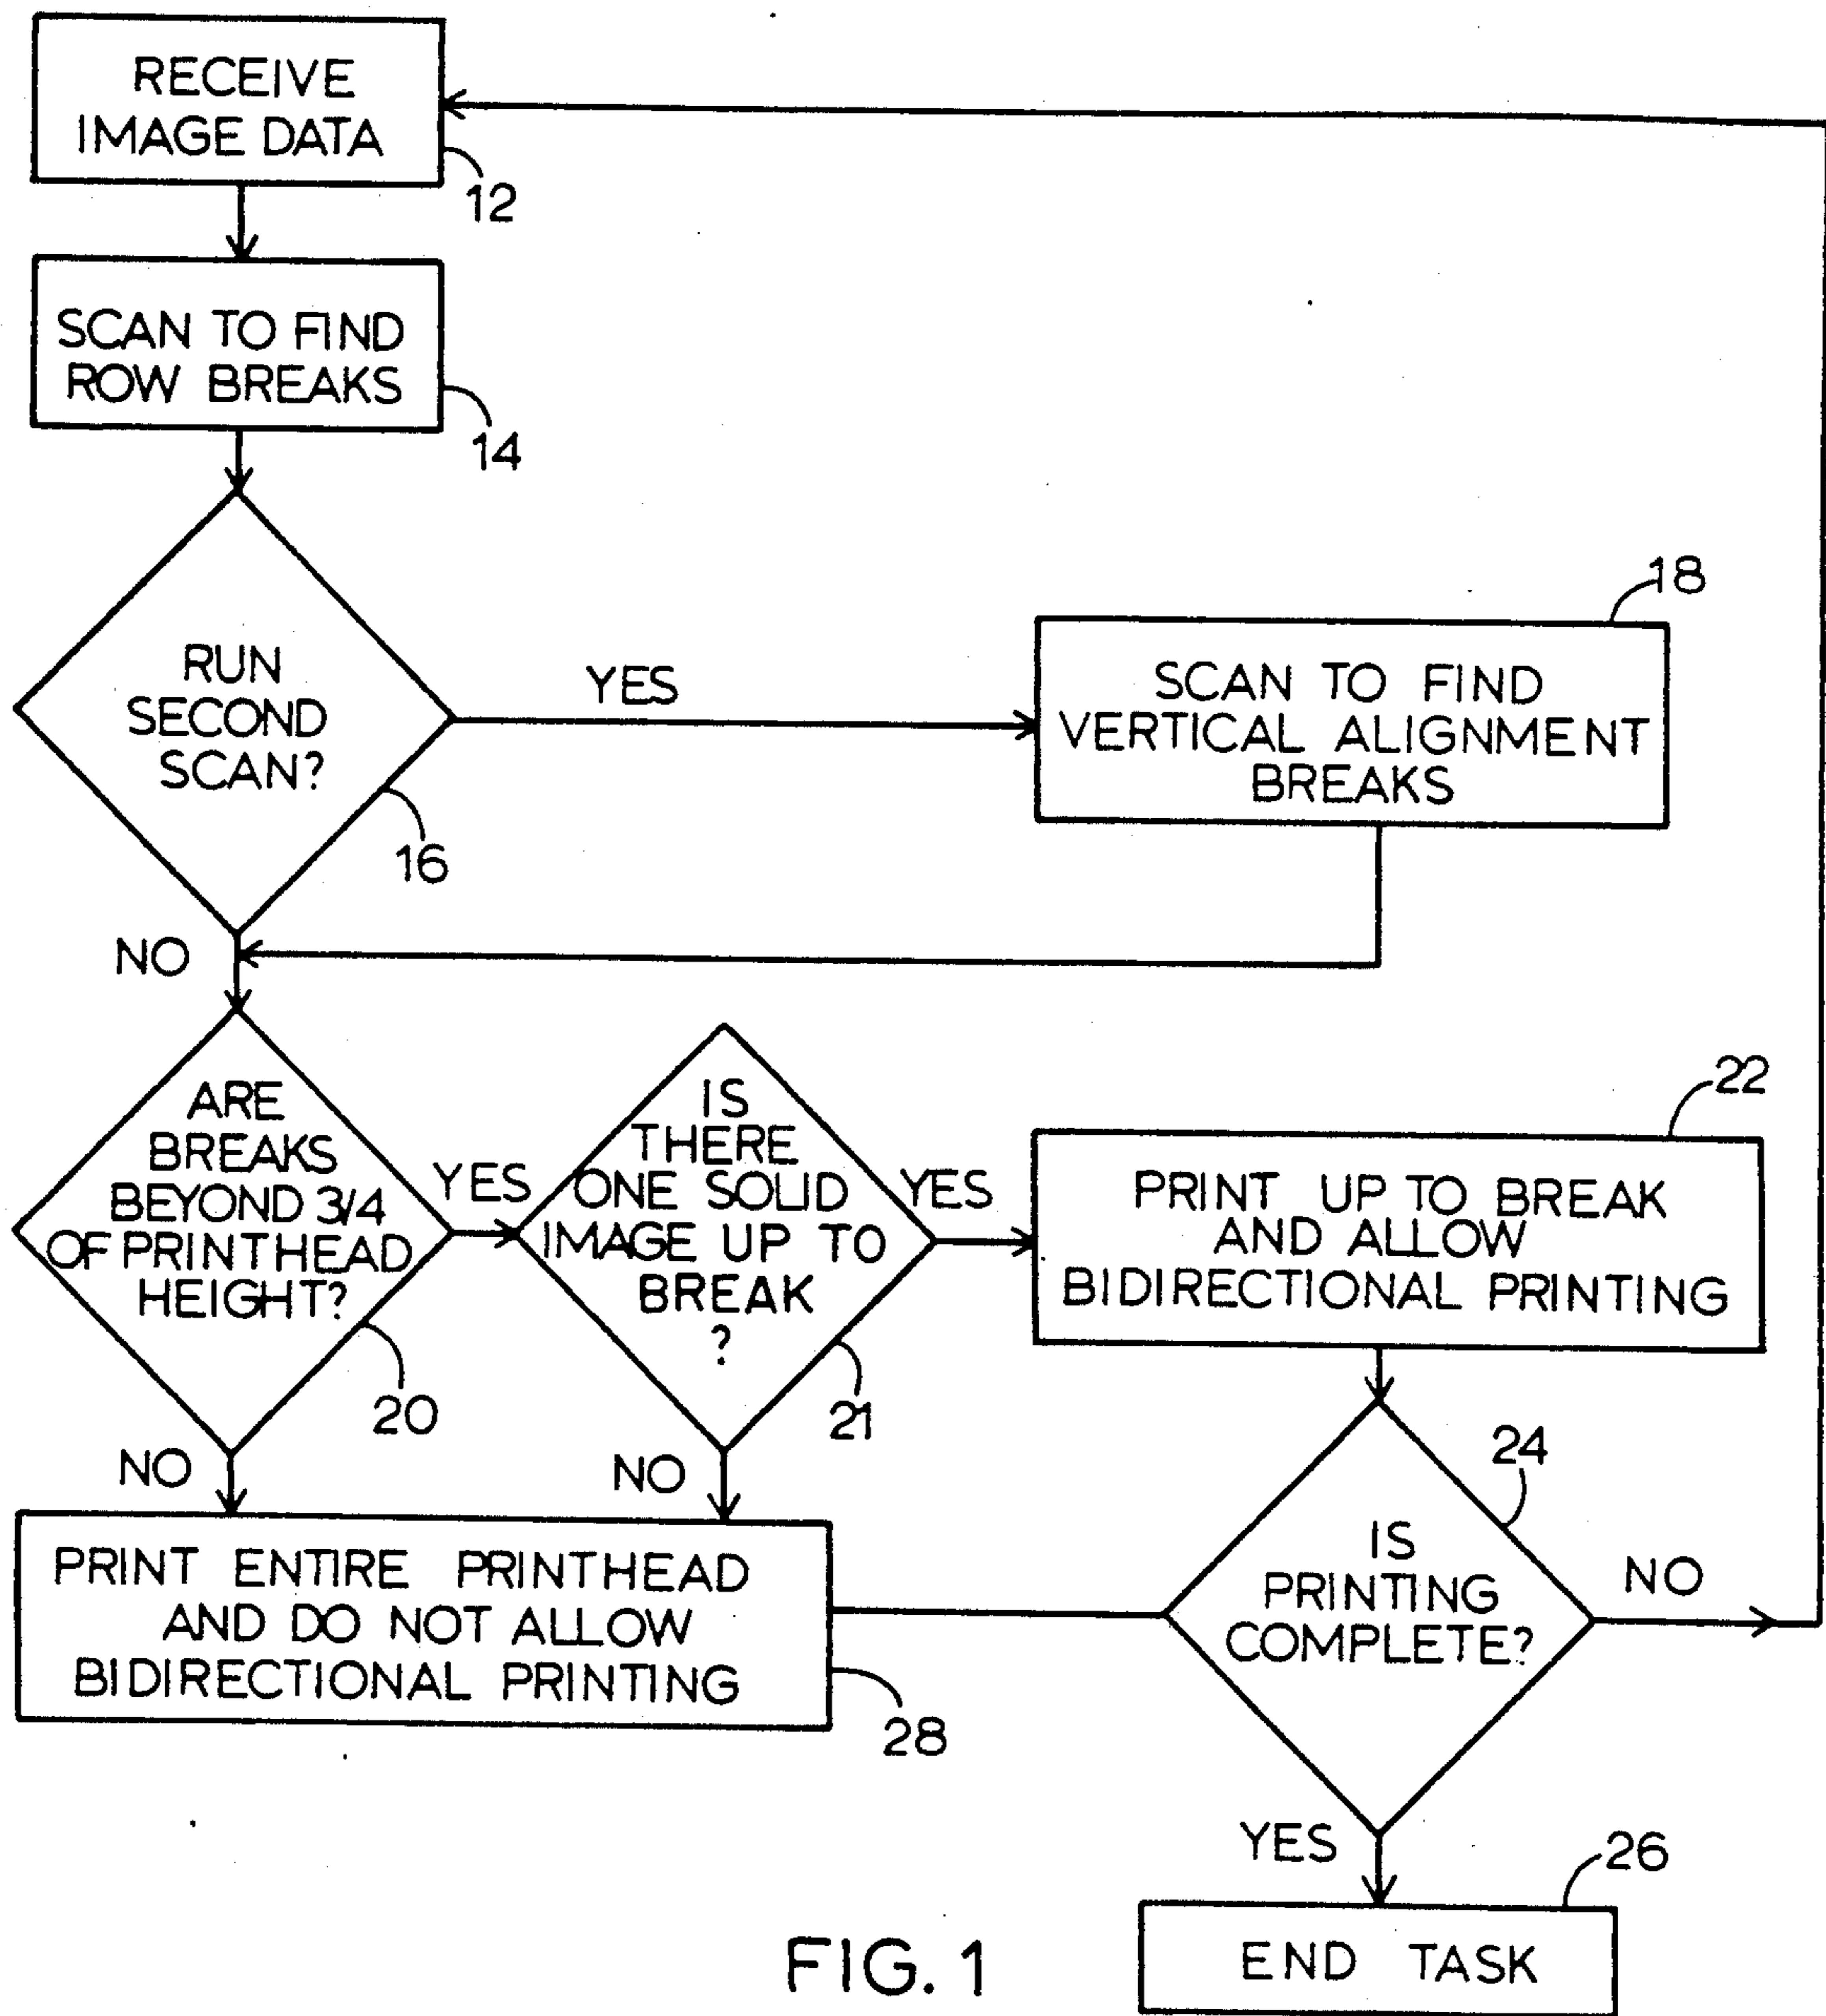 RECEIVE
IMAGE DATA
12
SCAN TO FIND
ROW BREAKS
14
RUN
SECOND
SCAN?
16
YES
NO
18
SCAN TO FIND
VERTICAL ALIGNMENT
BREAKS
ARE
BREAKS
BEYOND 3/4
OF PRINTHEAD
HEIGHT?
20
YES
NO
IS
THERE
ONE SOLID
IMAGE UP TO
BREAK
?
21
YES
NO
22
PRINT UP TO BREAK
AND ALLOW
BIDIRECTIONAL PRINTING
24
IS
PRINTING
COMPLETE?
NO
YES
PRINT ENTIRE PRINTHEAD
AND DO NOT ALLOW
BIDIRECTIONAL PRINTING
28
26
END TASK
FIG. 1